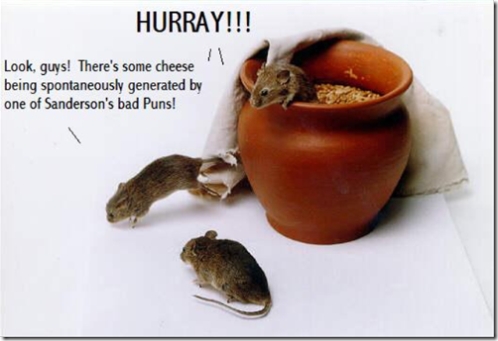 HURRAY!!!
Look, guys! There's some cheese
being spontaneously generated by
one of Sanderson's bad Puns!